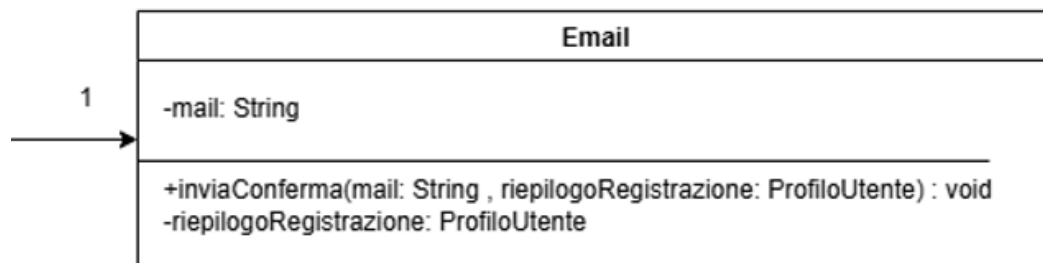 Email
1
-mail: String
+inviaConferma(mail: String , riepilogoRegistrazione: ProfiloUtente) : void
-riepilogoRegistrazione: ProfiloUtente